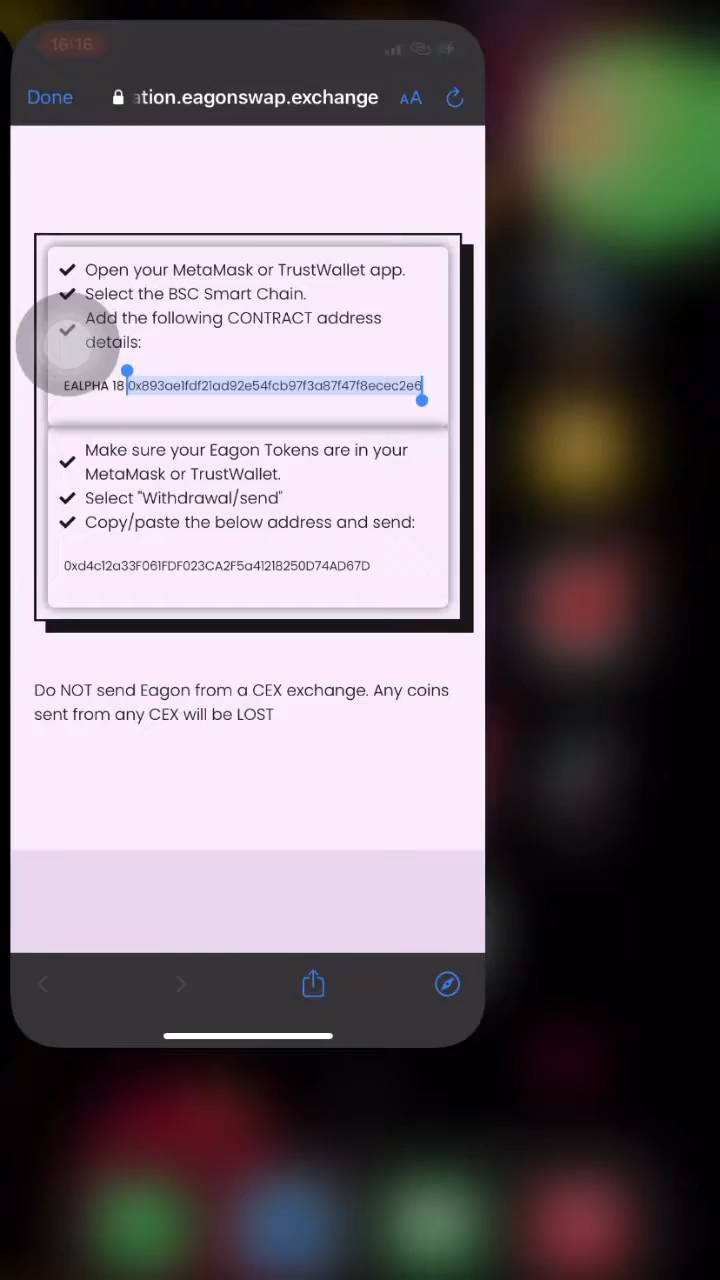 16:16
Done
ation.eagonswap.exchange
AA
Open your MetaMask or TrustWallet app.
Select the BSC Smart Chain.
Add the following CONTRACT address
details:
EALPHA 18 0x893ae1fdf21ad92e54fcb97f3a87f47f8ecec2e6
Make sure your Eagon Tokens are in your
MetaMask or TrustWallet.
Select "Withdrawal/send"
Copy/paste the below address and send:
0xd4c12a33F061FDF023CA2F5a41218250D74AD67D
Do NOT send Eagon from a CEX exchange. Any coins
sent from any CEX will be LOST